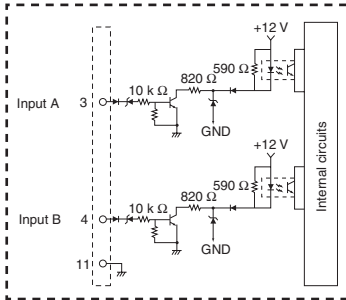 +12 V
590 Ω
820 Ω
10 k Ω
Input A 3
GND
+12 V
590 Ω
820 Ω
10 k Ω
Input B 4
GND
11
Internal circuits